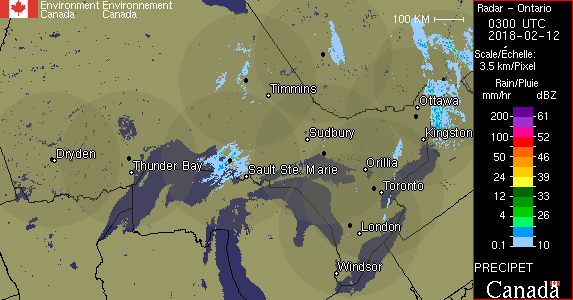 Environment Environnement
Canada Canada
100 KM
Timmins
Ottawa
Sudbury
Kingston
Dryden
Thunder Bay
Sault Ste. Marie
Orillia
Toronto
London
Windsor
Radar - Ontario
0300 UTC
2018-02-12
Scale/Échelle:
3.5 km/Pixel
Rain/Pluie
mm/hr dBZ
200 61
100 52
50 46
24 39
12 33
4 26
0.1 10
PRECIPET
Canada